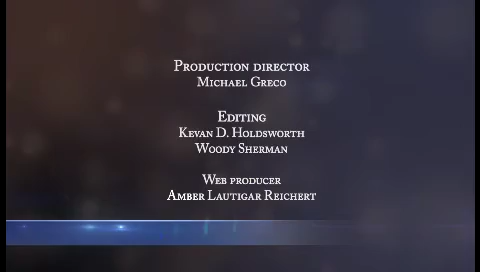 Production director
Michael Greco
Editing
Kevan D. Holdsworth
Woody Sherman
Web producer
Amber Lautigar Reichert